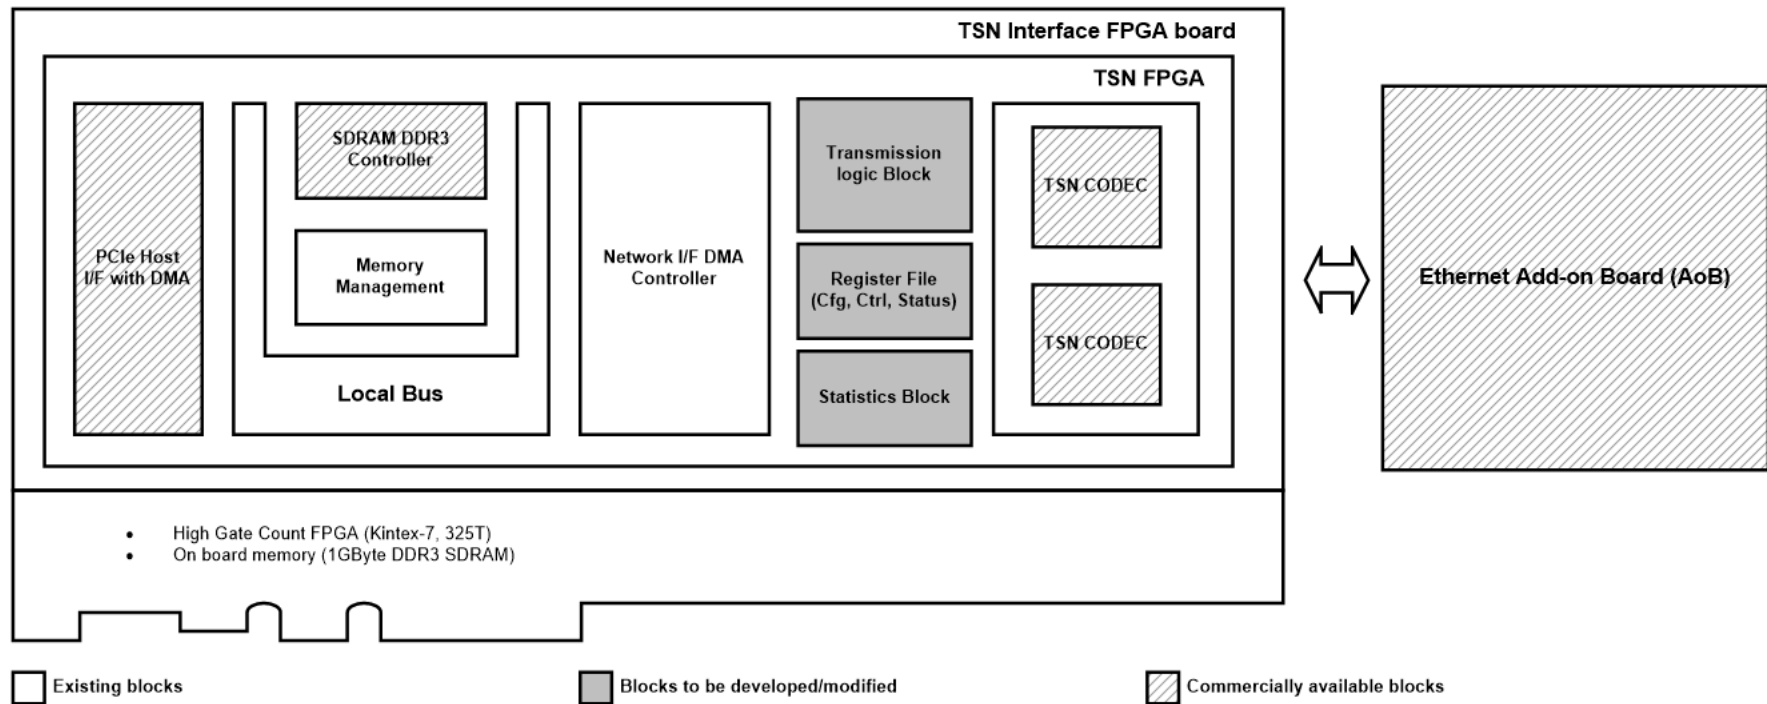 TSN Interface FPGA board
TSN FPGA
PCIe Host
I/F with DMA
SDRAM DDR3
Controller
Memory
Management
Local Bus
Network I/F DMA
Controller
Transmission
logic Block
Register File
(Cfg, Ctrl, Status)
Statistics Block
TSN CODEC
TSN CODEC
Ethernet Add-on Board (AoB)
• High Gate Count FPGA (Kintex-7, 325T)
• On board memory (1GByte DDR3 SDRAM)
Existing blocks
Blocks to be developed/modified
Commercially available blocks